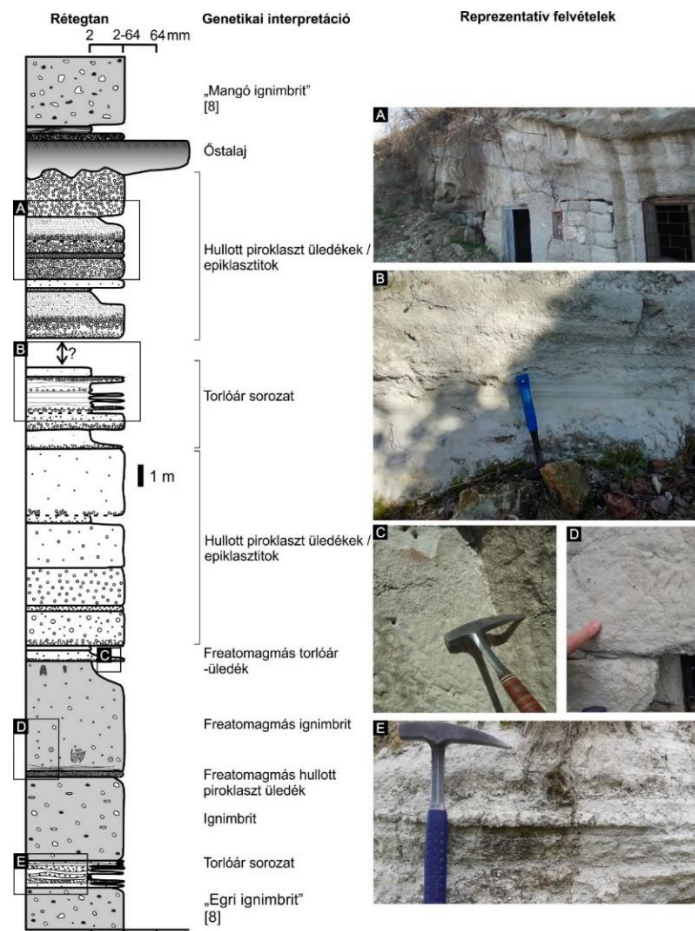 Rétegtan
Genetikai interpretáció
Reprezentatív felvételek
2 2-64 64 mm
„Mangó ignimbrit”
[8]
Őstalaj
A
Hullott piroklaszt üledékek /
epiklasztitok
B
?
Torlóár sorozat
1 m
Hullott piroklaszt üledékek /
epiklasztitok
Freatomagmás torlóár
-üledék
C
Freatomagmás ignimbrit
D
Freatomagmás hullott
piroklaszt üledék
Ignimbrit
Torlóár sorozat
E
„Egri ignimbrit”
[8]
A
B
C
D
E